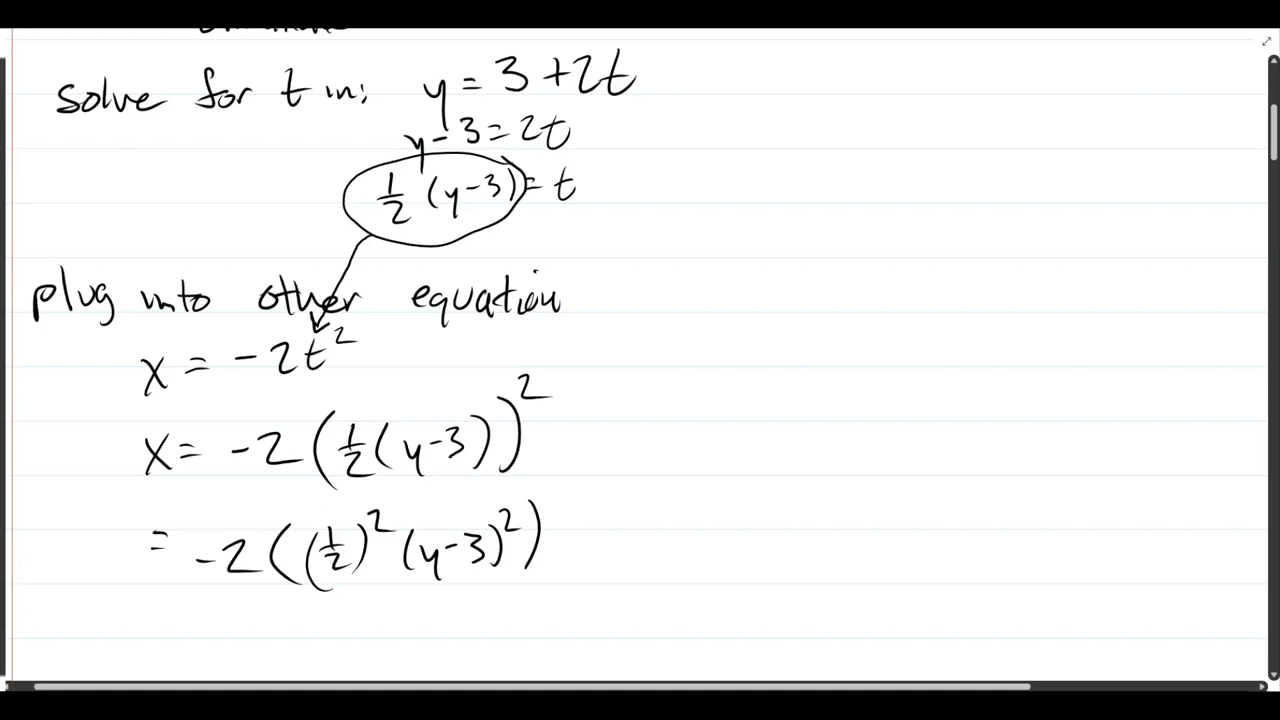 solve for t in: y = 3 + 2t
y - 3 = 2t
1/2 (y-3) = t
plug into other equation
x = -2t²
x = -2(1/2(y-3))²
= -2((1/2)²(y-3)²)